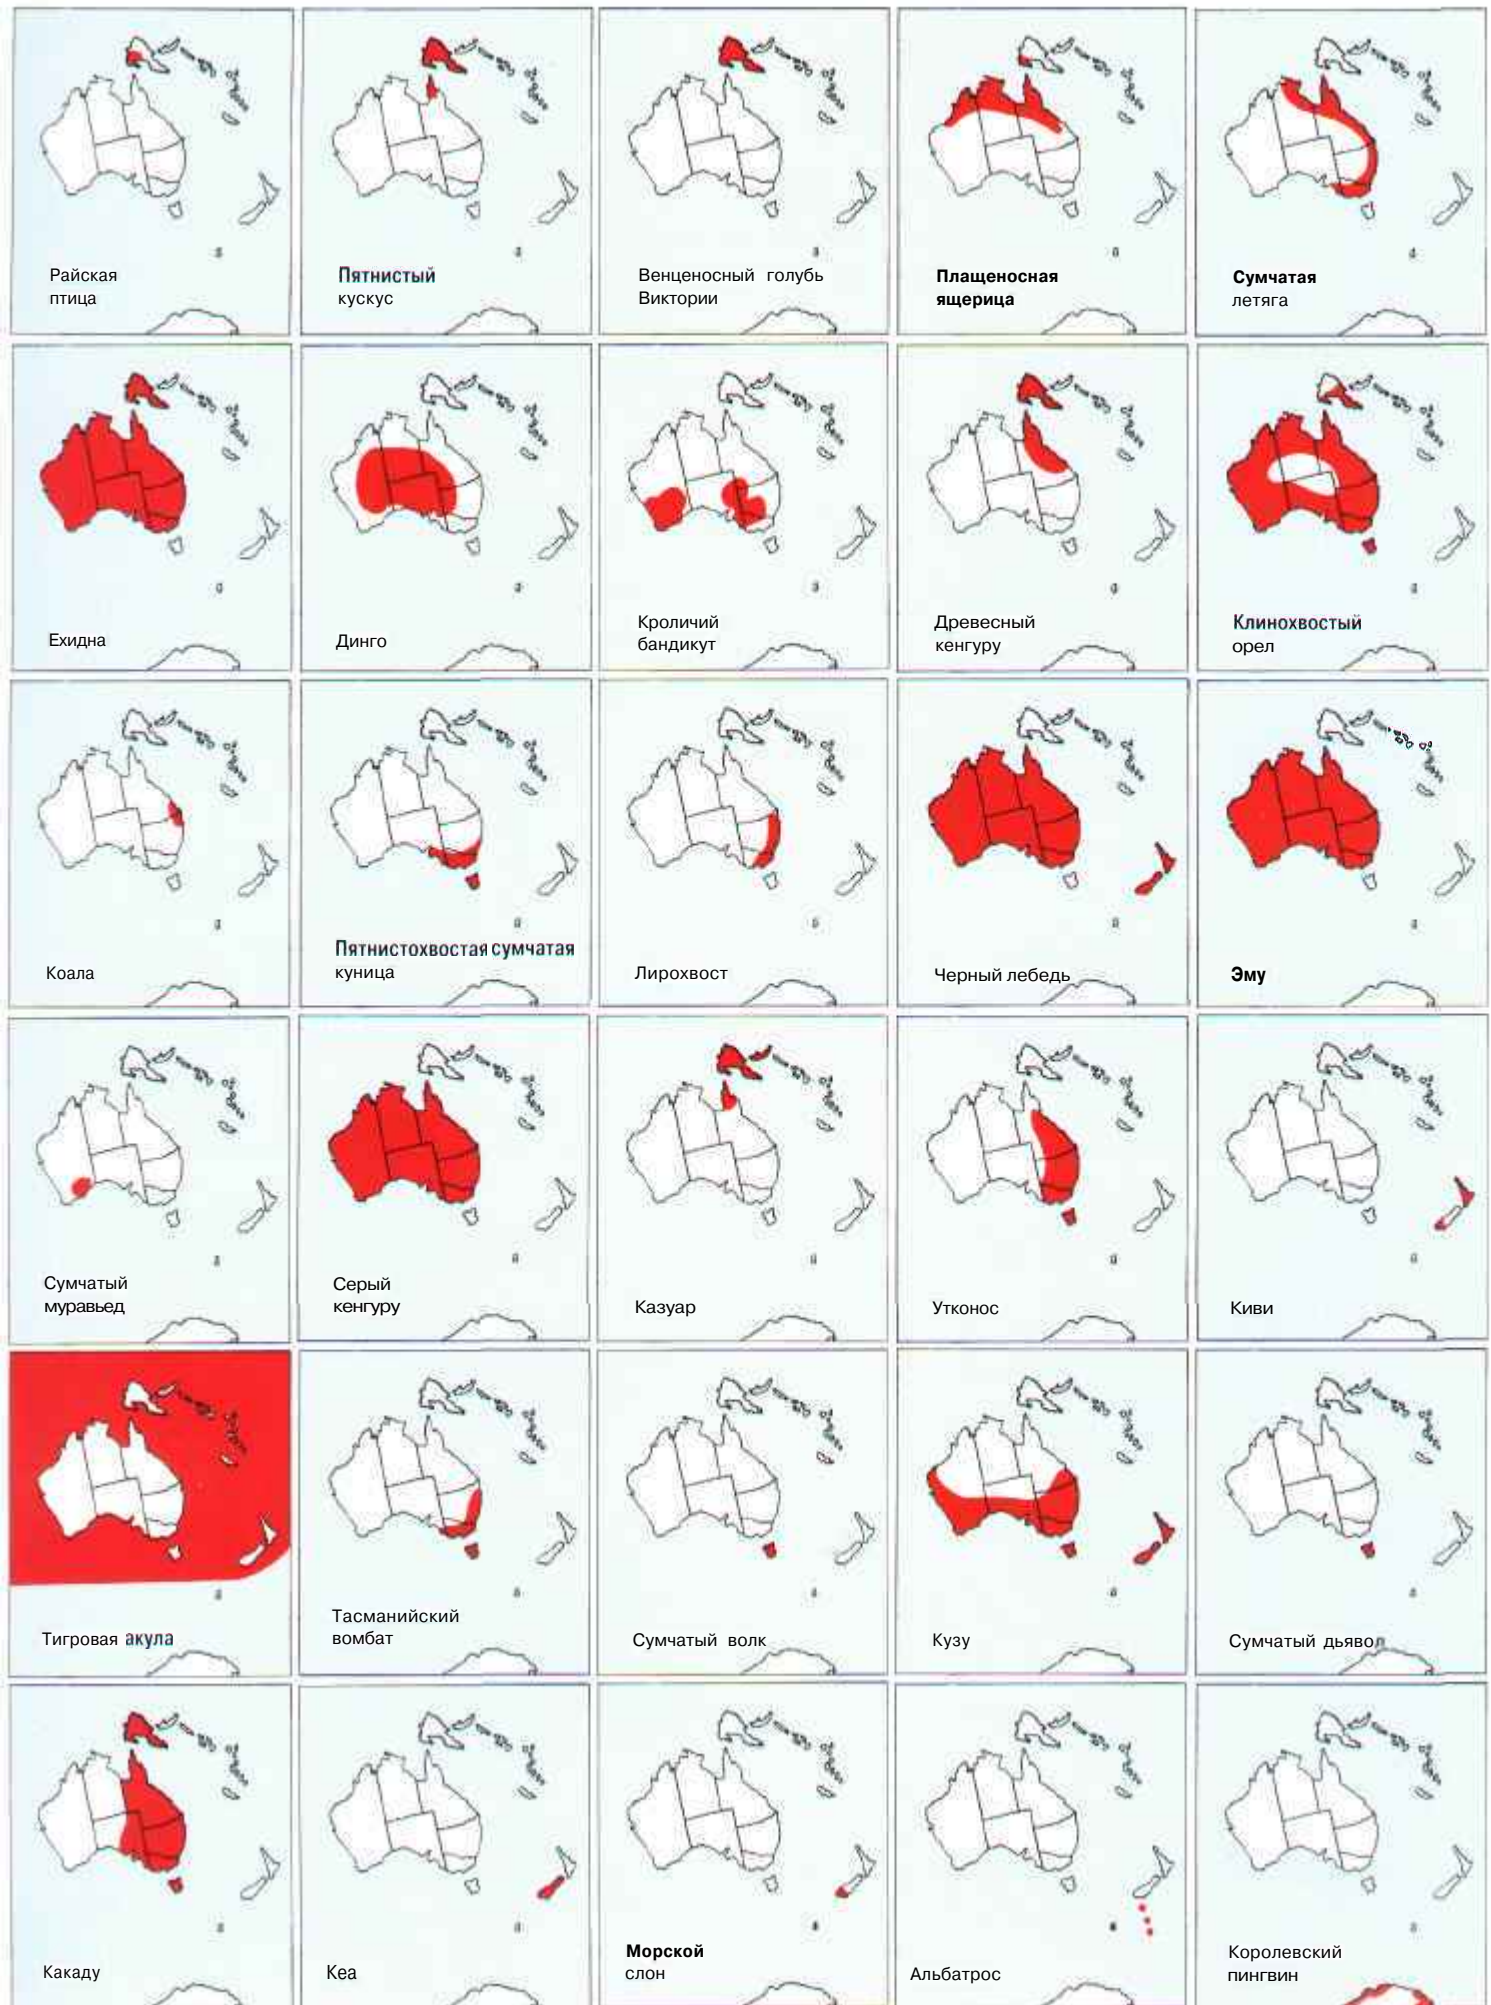 Райская
птица
Пятнистый
кускус
Венценосный голубь
Виктории
Плащеносная
ящерица
Сумчатая
летяга
Ехидна
Динго
Кроличий
бандикут
Древесный
кенгуру
Клинохвостый
орел
Коала
Пятнистохвостая сумчатая
куница
Лирохвост
Черный лебедь
Эму
Сумчатый
муравьед
Серый
кенгуру
Казуар
Утконос
Киви
Тигровая акула
Тасманийский
вомбат
Сумчатый волк
Кузу
Сумчатый дьявол
Какаду
Кеа
Морской
слон
Альбатрос
Королевский
пингвин